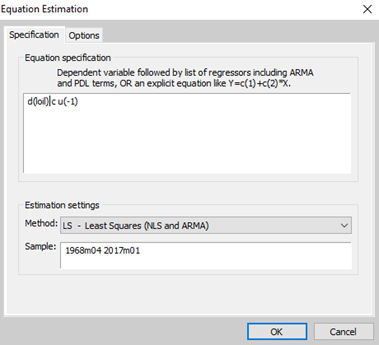 Equation Estimation
Specification
Options
Equation specification
Dependent variable followed by list of regressors including ARMA
and PDL terms, OR an explicit equation like Y=c(1)+c(2)*X.
d(loil) c u(-1)
Estimation settings
Method: LS - Least Squares (NLS and ARMA)
Sample: 1968m04 2017m01
OK
Cancel